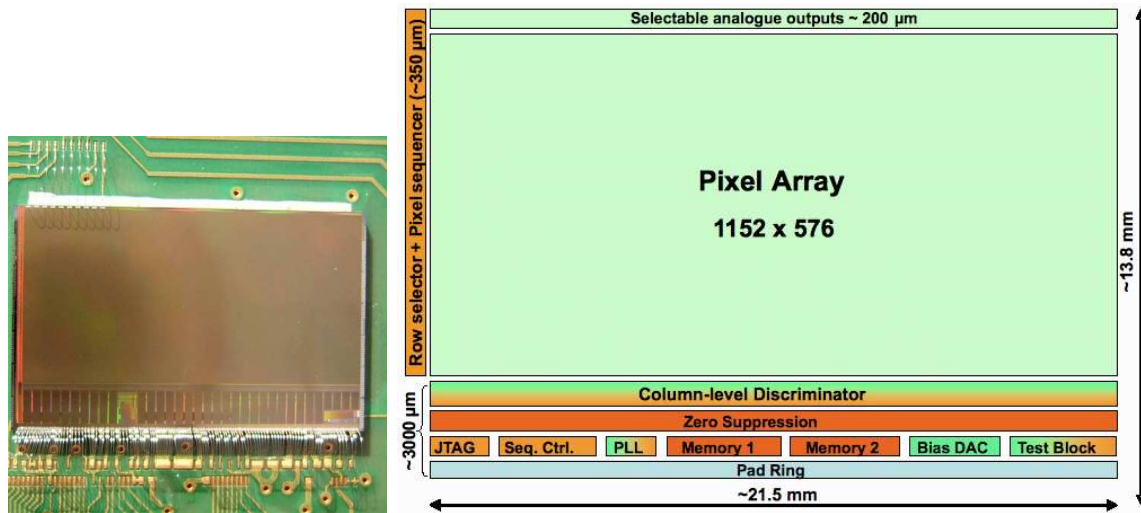 Selectable analogue outputs ~ 200 µm
Row selector + Pixel sequencer (~350 µm)
Pixel Array
1152 x 576
~13.8 mm
~3000 µm
Column-level Discriminator
Zero Suppression
JTAG Seq. Ctrl. PLL Memory 1 Memory 2 Bias DAC Test Block
Pad Ring
~21.5 mm